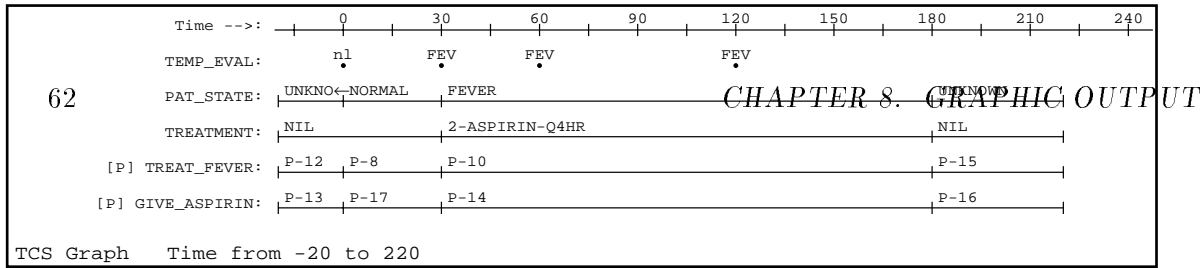 Time -->: 0 30 60 90 120 150 180 210 240
TEMP_EVAL: nl FEV FEV FEV
62 CHAPTER 8. GRAPHIC OUTPUT
PAT_STATE: UNKNO←NORMAL FEVER UNKNOWN
TREATMENT: NIL 2-ASPIRIN-Q4HR NIL
[P] TREAT_FEVER: P-12 P-8 P-10 P-15
[P] GIVE_ASPIRIN: P-13 P-17 P-14 P-16
TCS Graph Time from -20 to 220